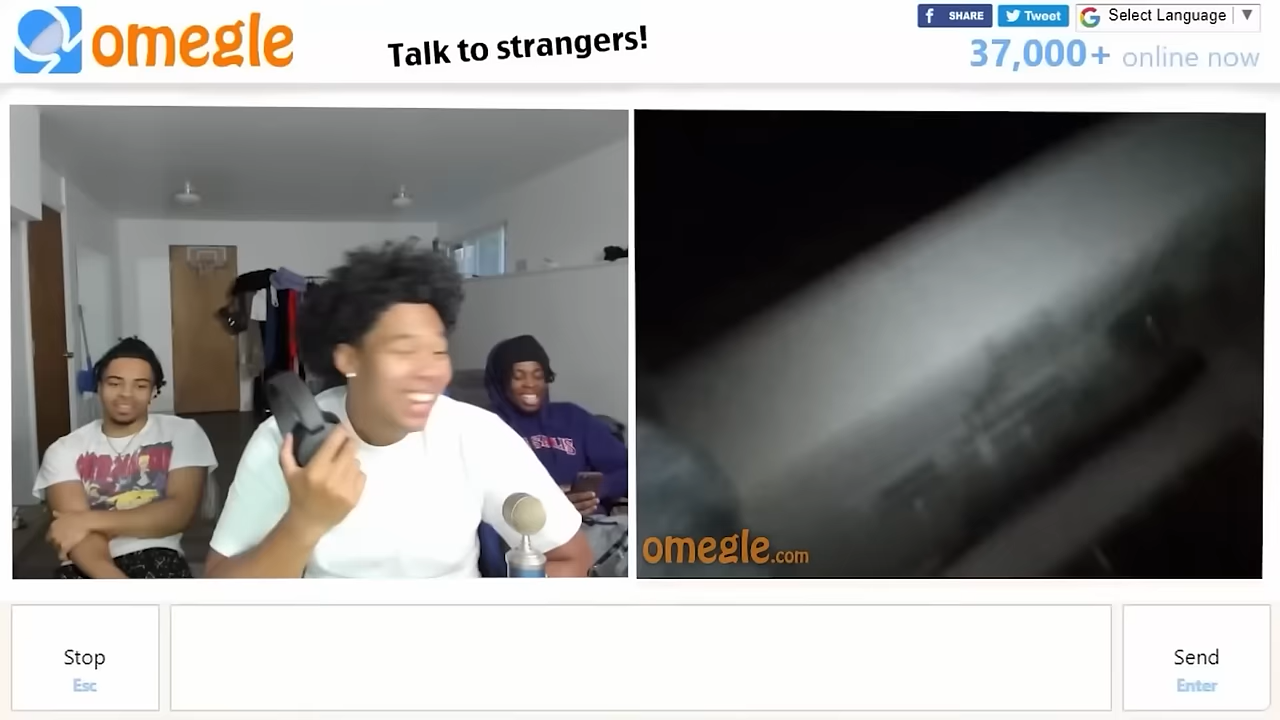 omegle
Talk to strangers!
SHARE
Tweet
Select Language
37,000+ online now
omegle.com
Stop
Esc
Send
Enter